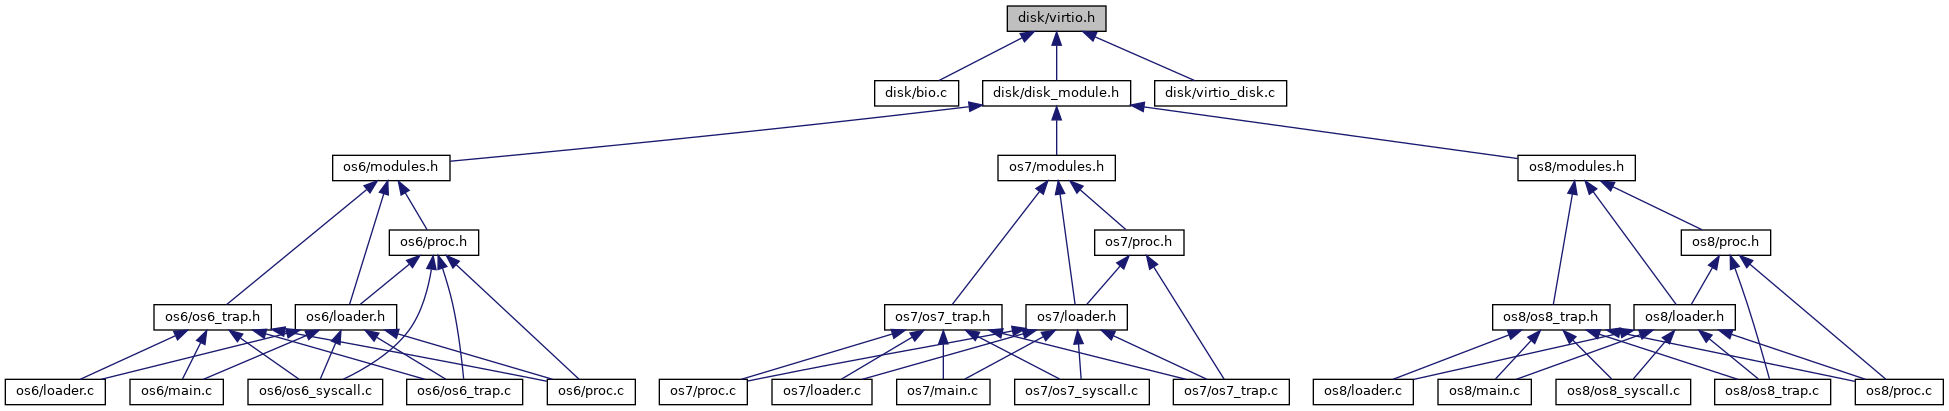 disk/virtio.h
disk/bio.c
disk/disk_module.h
disk/virtio_disk.c
os6/modules.h
os7/modules.h
os8/modules.h
os6/proc.h
os7/proc.h
os8/proc.h
os6/os6_trap.h
os6/loader.h
os7/os7_trap.h
os7/loader.h
os8/os8_trap.h
os8/loader.h
os6/loader.c
os6/main.c
os6/os6_syscall.c
os6/os6_trap.c
os6/proc.c
os7/proc.c
os7/loader.c
os7/main.c
os7/os7_syscall.c
os7/os7_trap.c
os8/loader.c
os8/main.c
os8/os8_syscall.c
os8/os8_trap.c
os8/proc.c